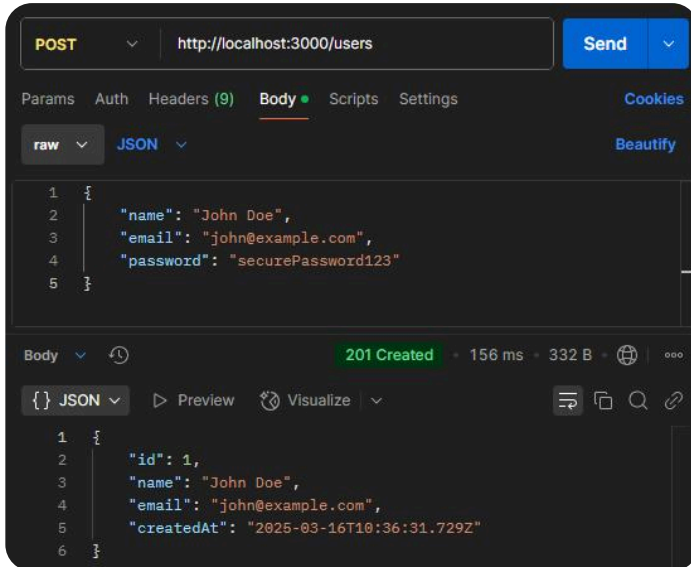 POST http://localhost:3000/users Send
Params Auth Headers (9) Body Scripts Settings Cookies
raw JSON Beautify
1 {
2 "name": "John Doe",
3 "email": "john@example.com",
4 "password": "securePassword123"
5 }
Body 201 Created 156 ms 332 B
{} JSON Preview Visualize
1 {
2 "id": 1,
3 "name": "John Doe",
4 "email": "john@example.com",
5 "createdAt": "2025-03-16T10:36:31.729Z"
6 }